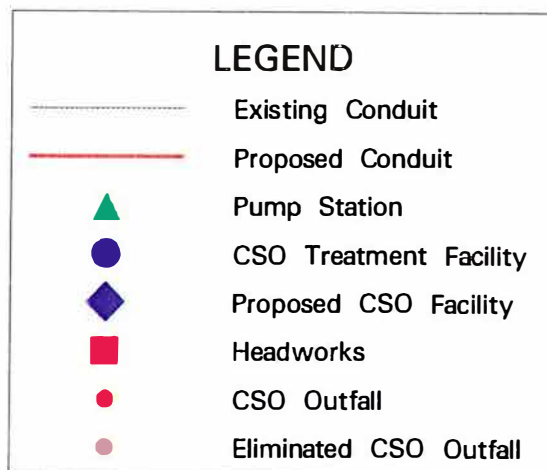 LEGEND
Existing Conduit
Proposed Conduit
Pump Station
CSO Treatment Facility
Proposed CSO Facility
Headworks
CSO Outfall
Eliminated CSO Outfall